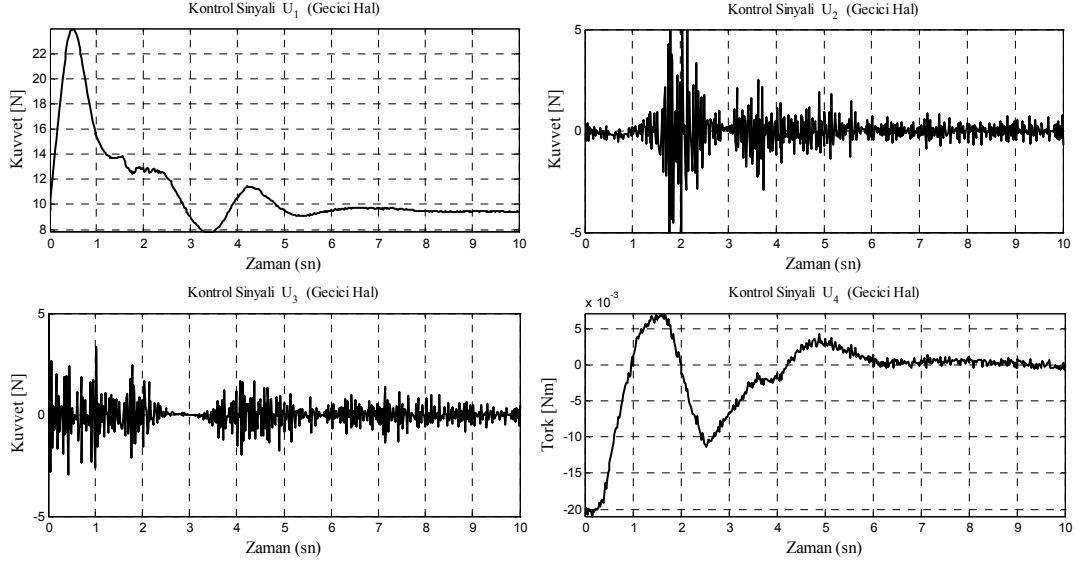 Kontrol Sinyali U1 (Gecici Hal)
Kuvvet [N]
22
20
18
16
14
12
10
8
0 1 2 3 4 5 6 7 8 9 10
Zaman (sn)
Kontrol Sinyali U2 (Gecici Hal)
Kuvvet [N]
5
0
-5
0 1 2 3 4 5 6 7 8 9 10
Zaman (sn)
Kontrol Sinyali U3 (Gecici Hal)
Kuvvet [N]
5
0
-5
0 1 2 3 4 5 6 7 8 9 10
Zaman (sn)
Kontrol Sinyali U4 (Gecici Hal)
x 10-3
Tork [Nm]
5
0
-5
-10
-15
-20
0 1 2 3 4 5 6 7 8 9 10
Zaman (sn)